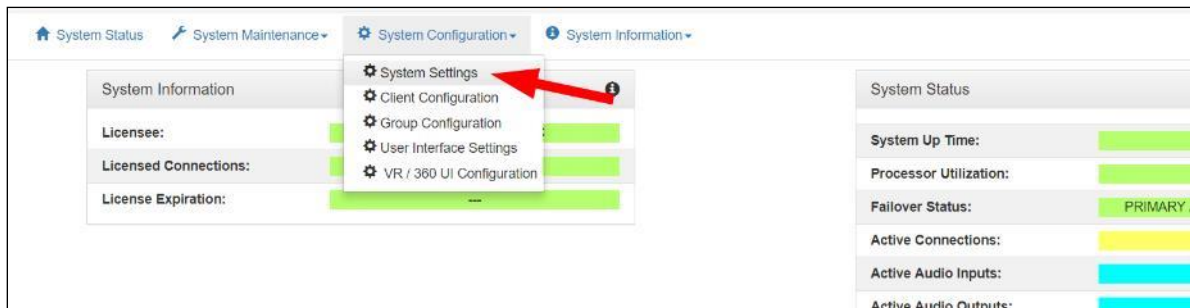 System Status System Maintenance System Configuration System Information
System Settings
Client Configuration
Group Configuration
User Interface Settings
VR / 360 UI Configuration
System Information
Licensee: :
Licensed Connections:
License Expiration: ---
System Status
System Up Time:
Processor Utilization:
Failover Status: PRIMARY
Active Connections:
Active Audio Inputs:
Active Audio Outputs: